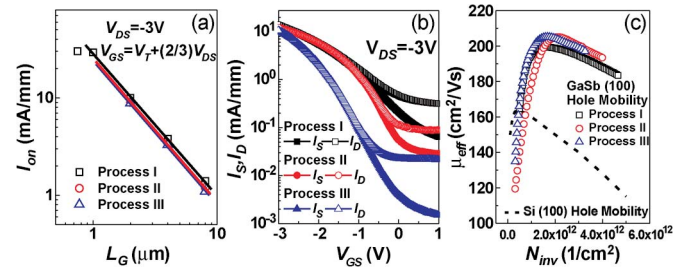 (a)
V_DS=-3V
V_GS=V_T+(2/3)V_DS
I_on (mA/mm)
10
1
Process I
Process II
Process III
1
10
L_G (μm)
(b)
V_DS=-3V
I_S, I_D (mA/mm)
10^1
10^0
10^-1
10^-2
10^-3
Process I
I_S I_D
Process II
I_S I_D
Process III
I_S I_D
-3 -2 -1 0 1
V_GS (V)
(c)
μ_eff (cm^2/Vs)
220
200
180
160
140
120
100
GaSb (100)
Hole Mobility
Process I
Process II
Process III
Si (100) Hole Mobility
0.0 2.0x10^12 4.0x10^12 6.0x10^12
N_inv (1/cm^2)